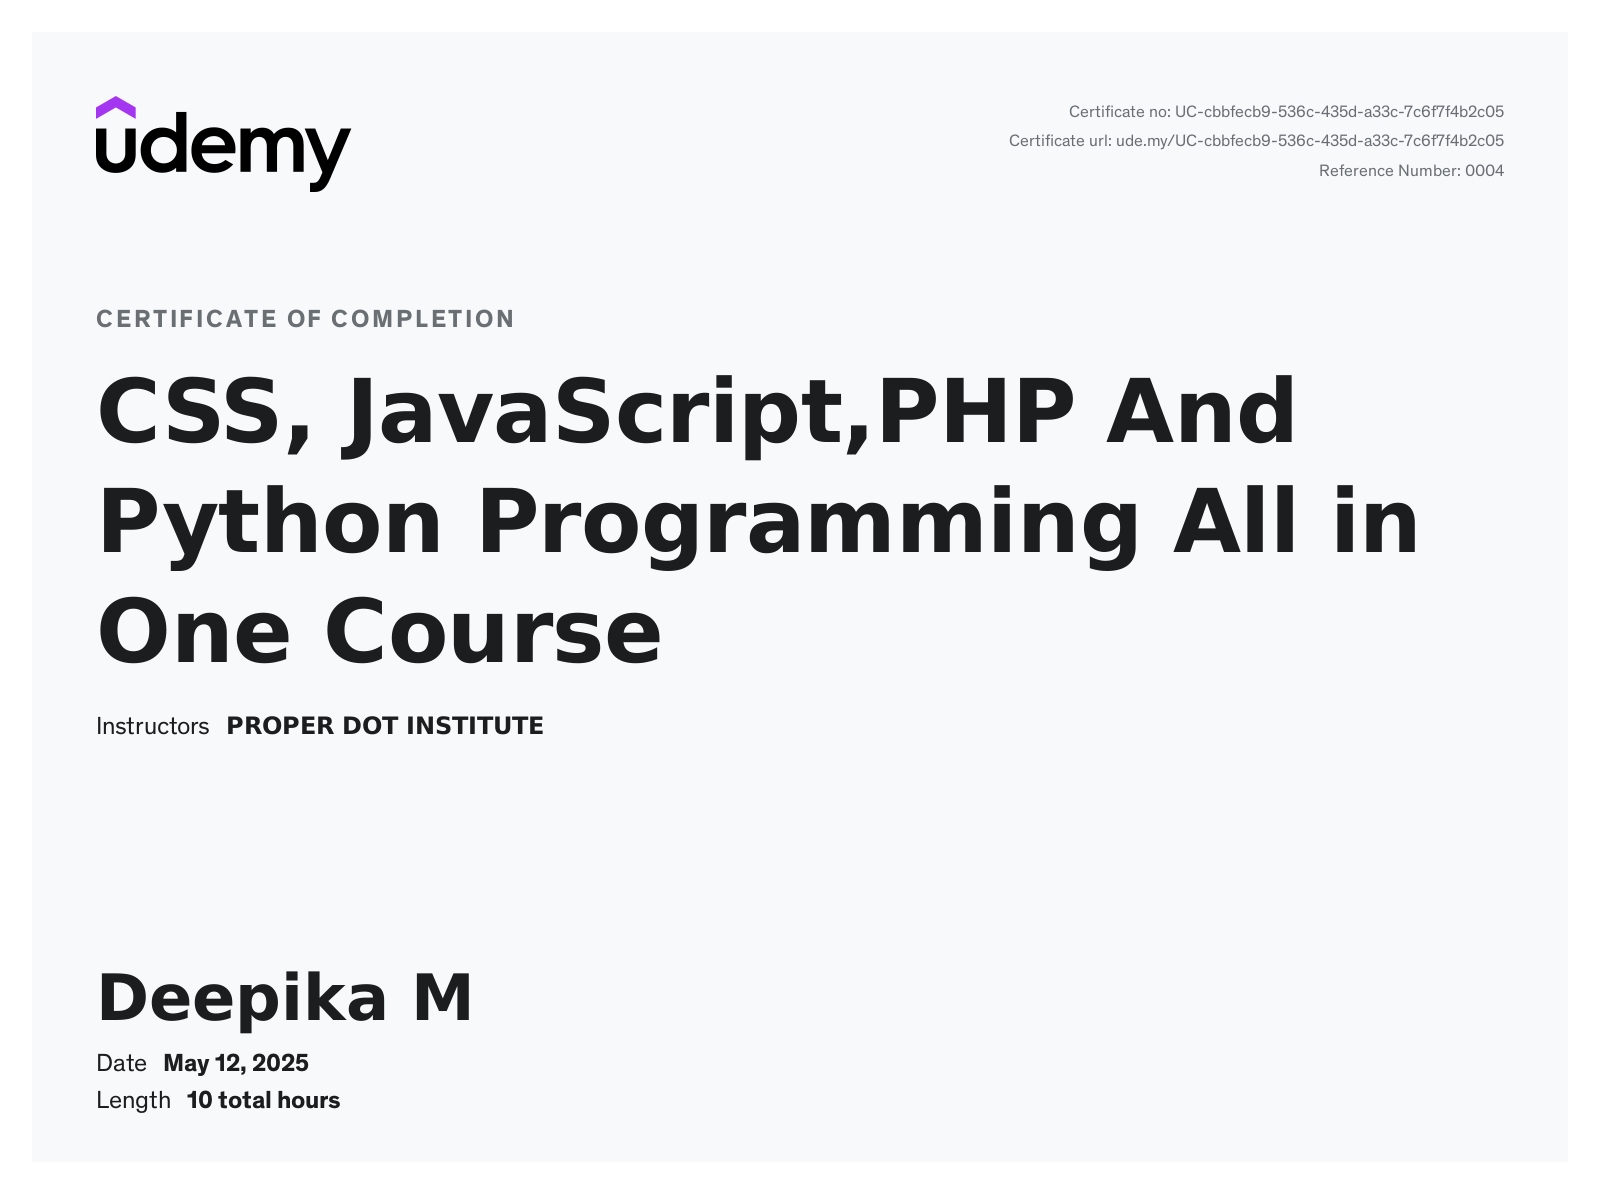 udemy
Certificate no: UC-cbbfecb9-536c-435d-a33c-7c6f7f4b2c05
Certificate url: ude.my/UC-cbbfecb9-536c-435d-a33c-7c6f7f4b2c05
Reference Number: 0004
CERTIFICATE OF COMPLETION
CSS, JavaScript,PHP And
Python Programming All in
One Course
Instructors PROPER DOT INSTITUTE
Deepika M
Date May 12, 2025
Length 10 total hours